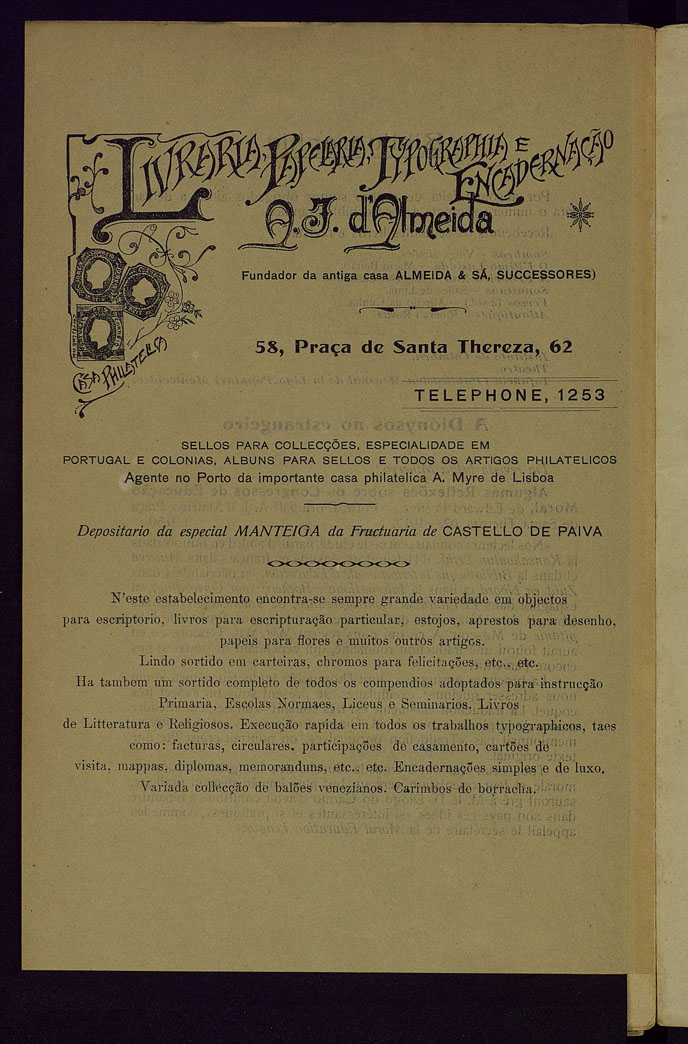 LIVRARIA, PAPELARIA, TYPOGRAPHIA E
ENCADERNAÇÃO
A. J. d'Almeida
Fundador da antiga casa ALMEIDA & SÁ, SUCCESSORES)
CASA PHILATELICA
58, Praça de Santa Thereza, 62
TELEPHONE, 1253
SELLOS PARA COLLECÇÕES, ESPECIALIDADE EM
PORTUGAL E COLONIAS, ALBUNS PARA SELLOS E TODOS OS ARTIGOS PHILATELICOS
Agente no Porto da importante casa philatelica A. Myre de Lisboa
Depositario da especial MANTEIGA da Fructuaria de CASTELLO DE PAIVA
N'este estabelecimento encontra-se sempre grande variedade em objectos
para escriptorio, livros para escripturação particular, estojos, aprestos para desenho,
papeis para flores e muitos outros artigos.
Lindo sortido em carteiras, chromos para felicitações, etc., etc.
Ha tambem um sortido completo de todos os compendios adoptados para instrucção
Primaria, Escolas Normaes, Liceus e Seminarios. Livros
de Litteratura e Religiosos. Execução rapida em todos os trabalhos typographicos, taes
como: facturas, circulares, participações de casamento, cartões de
visita, mappas, diplomas, memoranduns, etc., etc. Encadernações simples e de luxo.
Variada collecção de balões venezianos. Carimbos de borracha.